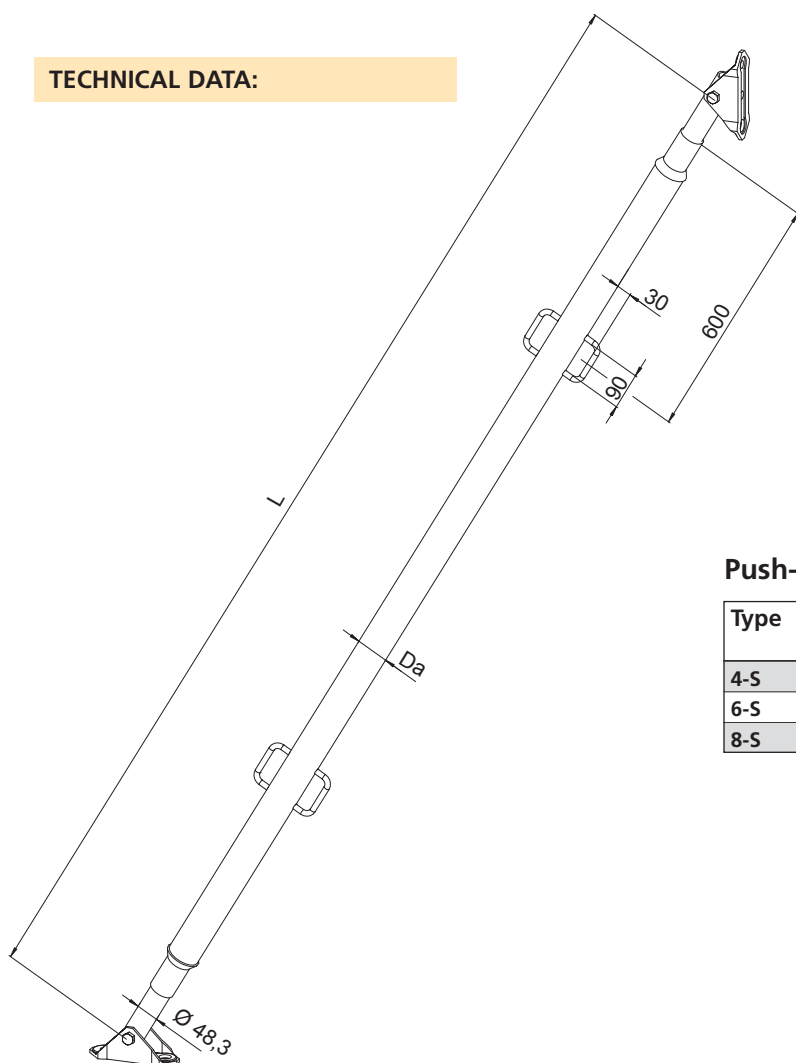 TECHNICAL DATA:
30
600
90
L
Da
Push-
Type
4-S
6-S
8-S
Ø 48,3